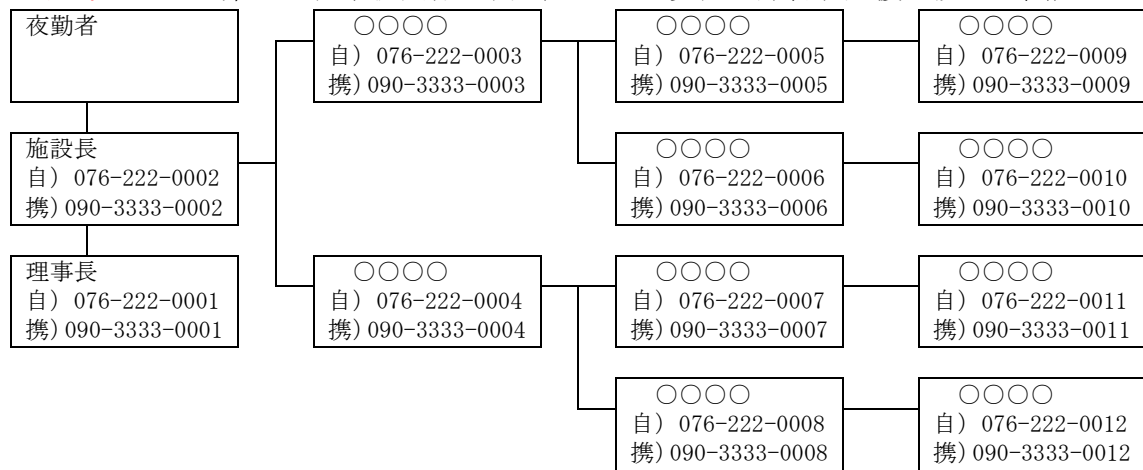 夜勤者
施設長
自) 076-222-0002
携)090-3333-0002
理事長
自) 076-222-0001
携)090-3333-0001
○○○○
自) 076-222-0003
携)090-3333-0003
○○○○
自) 076-222-0004
携)090-3333-0004
○○○○
自) 076-222-0005
携)090-3333-0005
○○○○
自) 076-222-0006
携)090-3333-0006
○○○○
自) 076-222-0007
携)090-3333-0007
○○○○
自) 076-222-0008
携)090-3333-0008
○○○○
自) 076-222-0009
携)090-3333-0009
○○○○
自) 076-222-0010
携)090-3333-0010
○○○○
自) 076-222-0011
携)090-3333-0011
○○○○
自) 076-222-0012
携)090-3333-0012